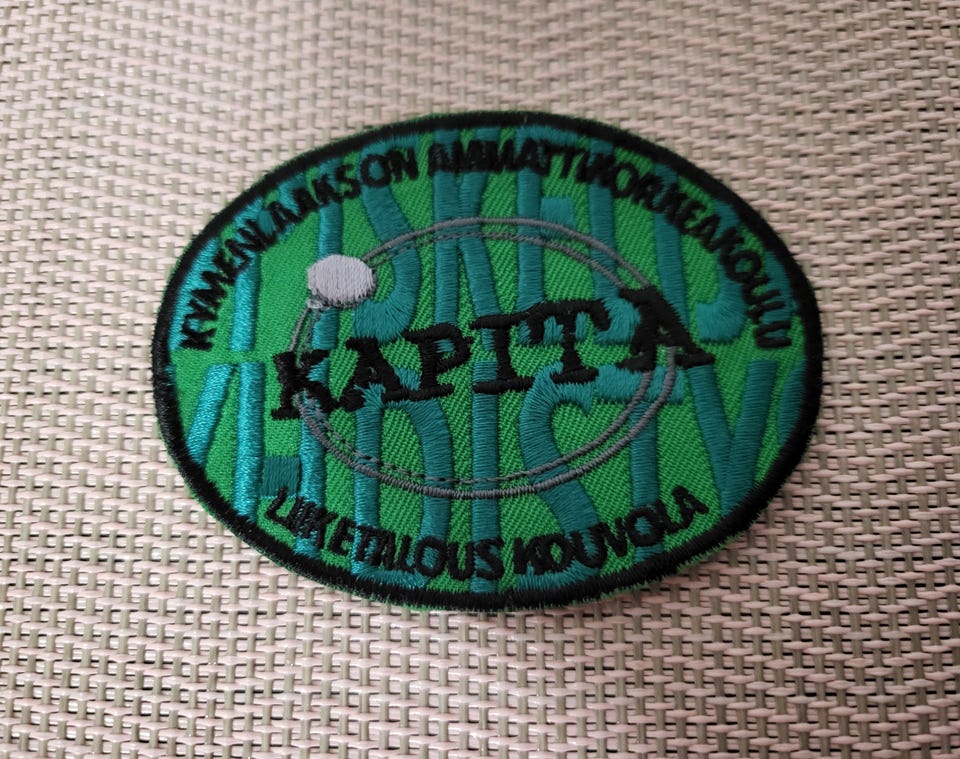 KYMENLAAKSON AMMATTIKORKEAKOULU
KAPITA
LIIKETALOUS KOUVOLA